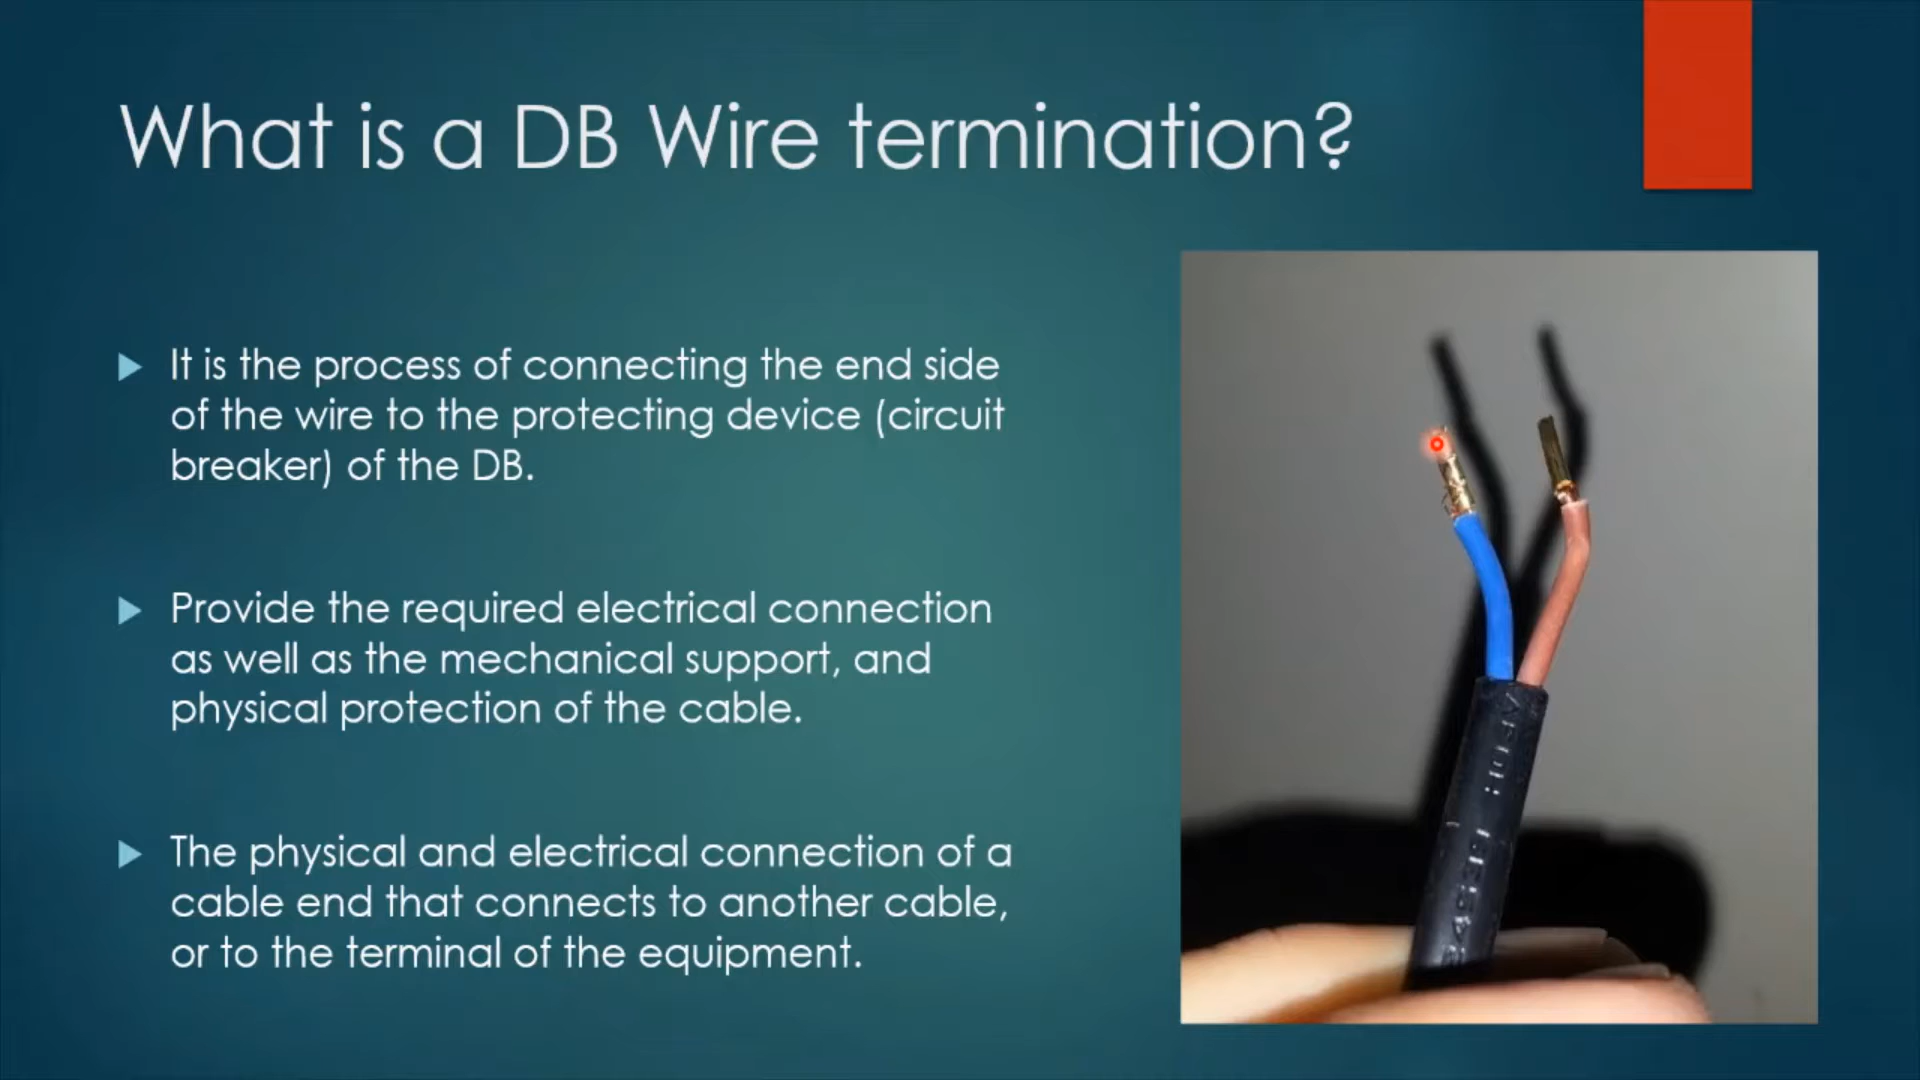 What is a DB Wire termination?
It is the process of connecting the end side
of the wire to the protecting device (circuit
breaker) of the DB.
Provide the required electrical connection
as well as the mechanical support, and
physical protection of the cable.
The physical and electrical connection of a
cable end that connects to another cable,
or to the terminal of the equipment.